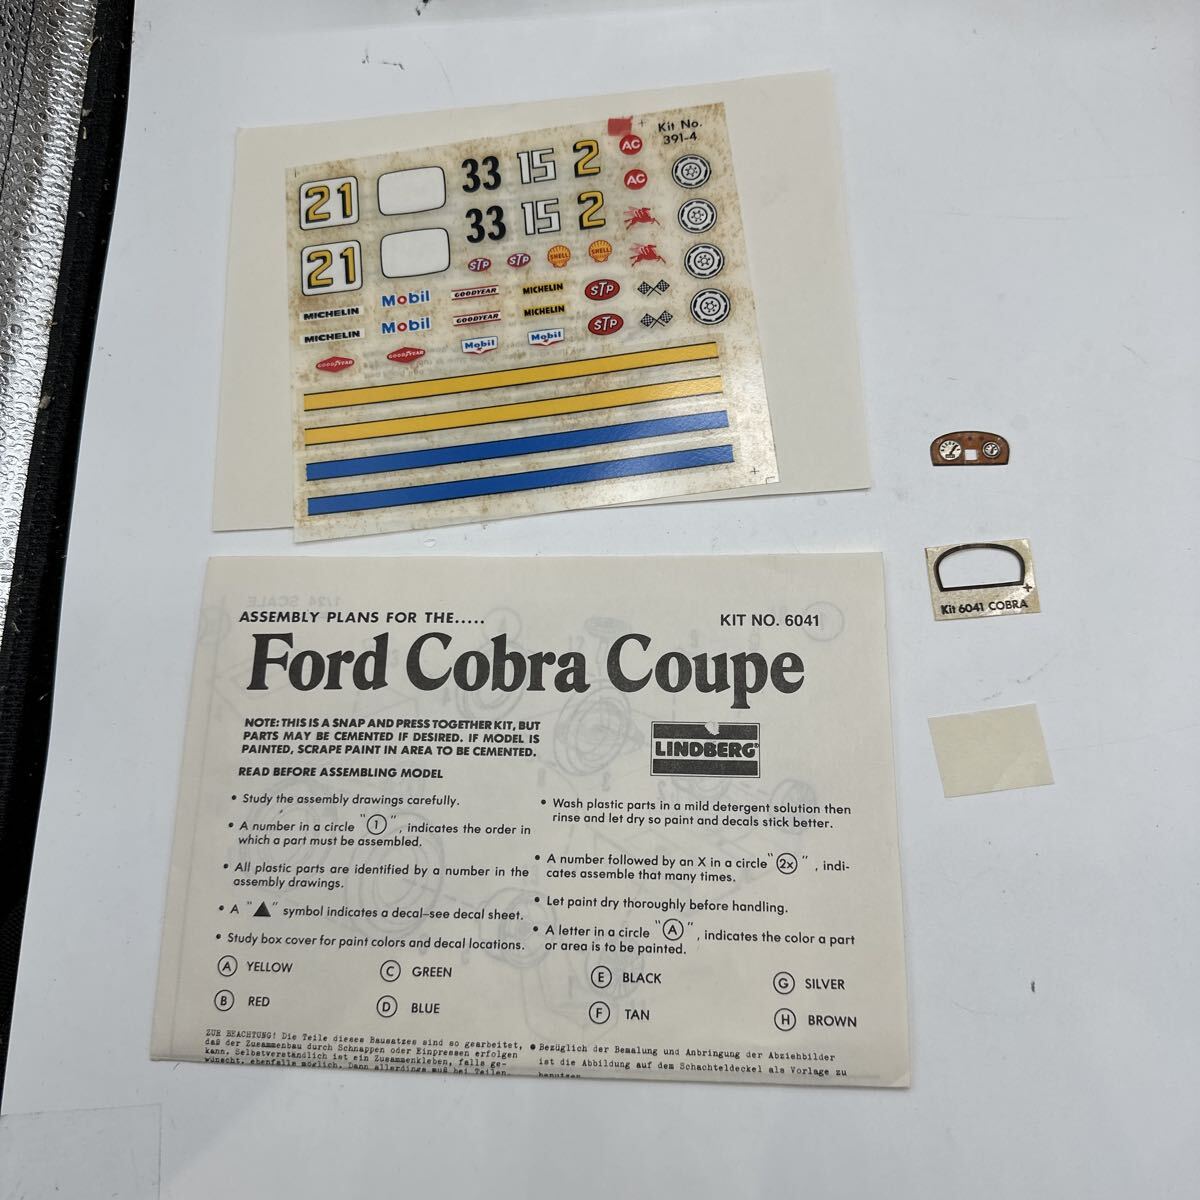 Kit No.
391-4
21
33
15
2
AC
AC
33
15
2
21
STP
STP
SHELL
SHELL
MICHELIN
Mobil
GOODYEAR
MICHELIN
STP
MICHELIN
Mobil
GOODYEAR
MICHELIN
STP
GOODYEAR
GOODYEAR
Mobil
Mobil
Kit 6041 COBRA
1/24 SCALE
ASSEMBLY PLANS FOR THE.....
KIT NO. 6041
Ford Cobra Coupe
NOTE: THIS IS A SNAP AND PRESS TOGETHER KIT, BUT
PARTS MAY BE CEMENTED IF DESIRED. IF MODEL IS
PAINTED, SCRAPE PAINT IN AREA TO BE CEMENTED.
LINDBERG®
READ BEFORE ASSEMBLING MODEL
• Study the assembly drawings carefully.
• A number in a circle "1", indicates the order in
which a part must be assembled.
• All plastic parts are identified by a number in the
assembly drawings.
• A "▲" symbol indicates a decal–see decal sheet.
• Study box cover for paint colors and decal locations.
• Wash plastic parts in a mild detergent solution then
rinse and let dry so paint and decals stick better.
• A number followed by an X in a circle "2x", indi-
cates assemble that many times.
• Let paint dry thoroughly before handling.
• A letter in a circle "A", indicates the color a part
or area is to be painted.
A YELLOW
C GREEN
E BLACK
G SILVER
B RED
D BLUE
F TAN
H BROWN
ZUR BEACHTUNG! Die Teile dieses Bausatzes sind so gearbeitet,
daß der Zusammenbau durch Schnappen oder Einpressen erfolgen
kann. Selbstverständlich ist ein Zusammenkleben, falls ge-
wünscht, ebenfalls möglich. Dann allerdings muß bei Teilen-
• Bezüglich der Bemalung und Anbringung der Abziehbilder
ist die Abbildung auf dem Schachteldeckel als Vorlage zu
benutzen